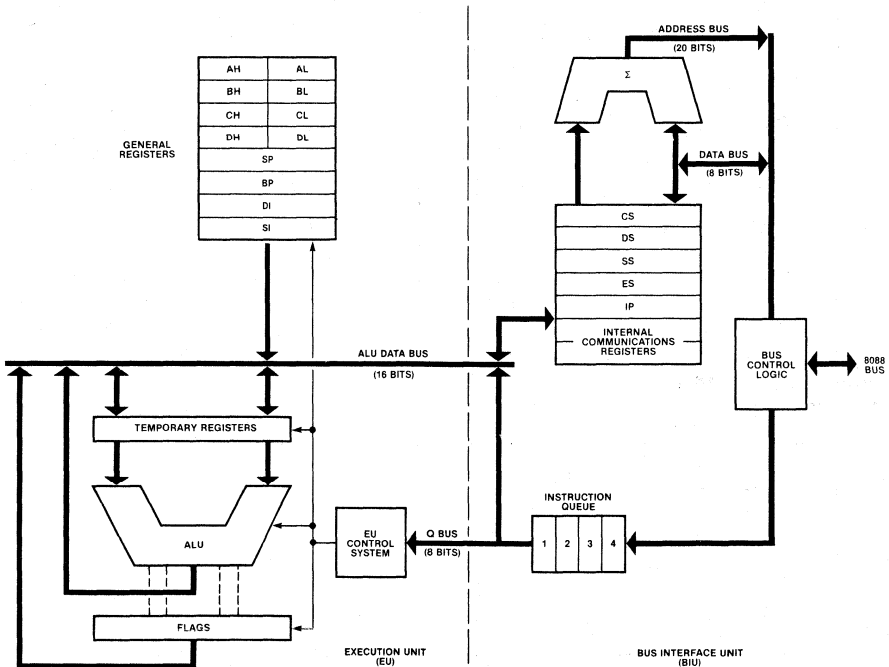 ADDRESS BUS
(20 BITS)
Σ
AH AL
BH BL
CH CL
DH DL
SP
BP
DI
SI
GENERAL
REGISTERS
DATA BUS
(8 BITS)
CS
DS
SS
ES
IP
INTERNAL
COMMUNICATIONS
REGISTERS
BUS
CONTROL
LOGIC
8088
BUS
ALU DATA BUS
(16 BITS)
TEMPORARY REGISTERS
ALU
FLAGS
EU
CONTROL
SYSTEM
Q BUS
(8 BITS)
INSTRUCTION
QUEUE
1 2 3 4
EXECUTION UNIT
(EU)
BUS INTERFACE UNIT
(BIU)